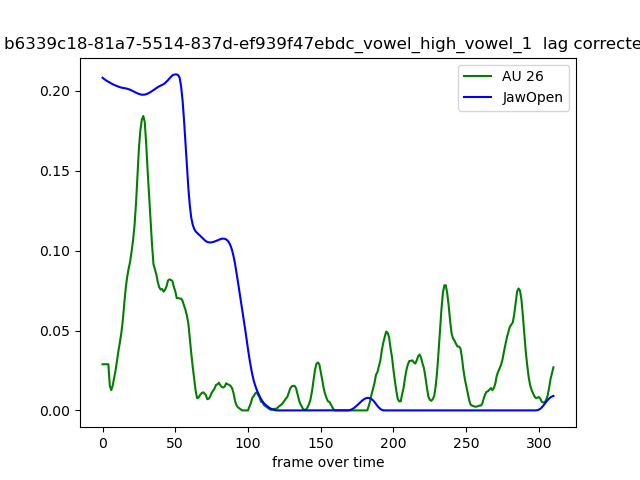 b6339c18-81a7-5514-837d-ef939f47ebdc_vowel_high_vowel_1 lag correcte
AU 26
JawOpen
0.20
0.15
0.10
0.05
0.00
0 50 100 150 200 250 300
frame over time